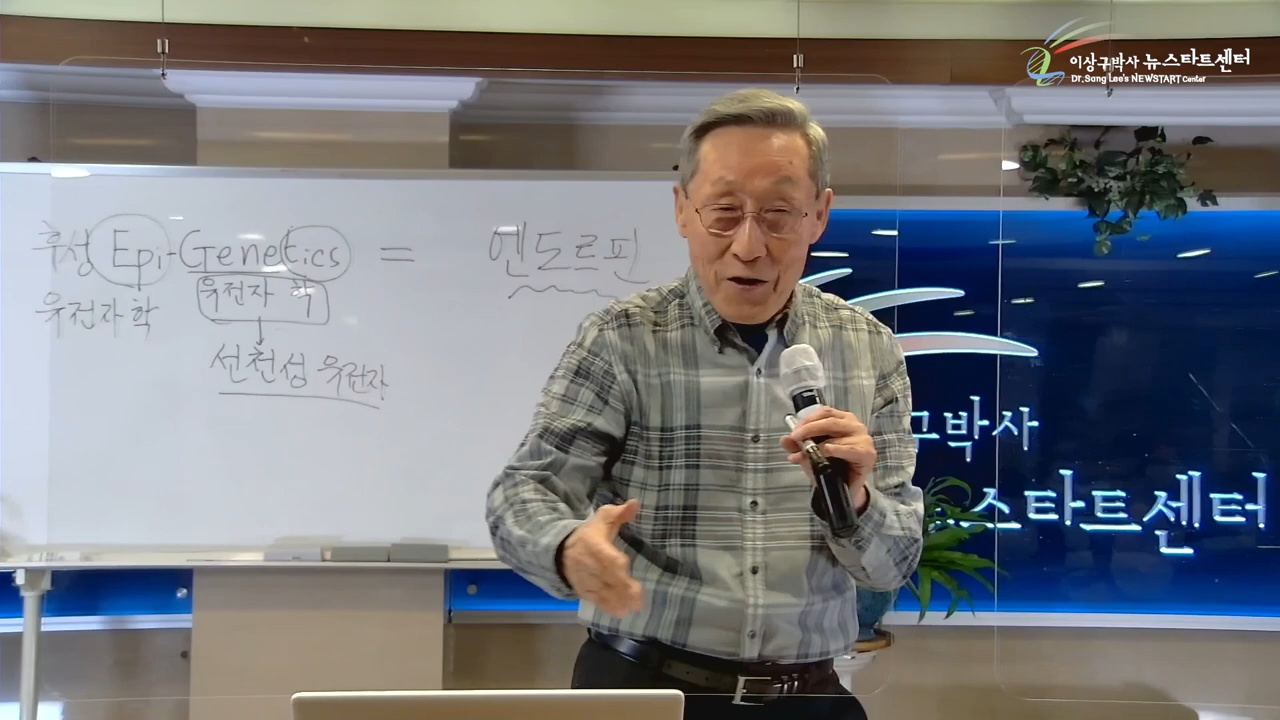 이상구박사 뉴스타트센터
Dr. Sang Lee's NEWSTART Center
후성 Epi-Genetics = 엔도르핀
유전자학 유전자 학
선천성 유전자
구박사
스타트센터